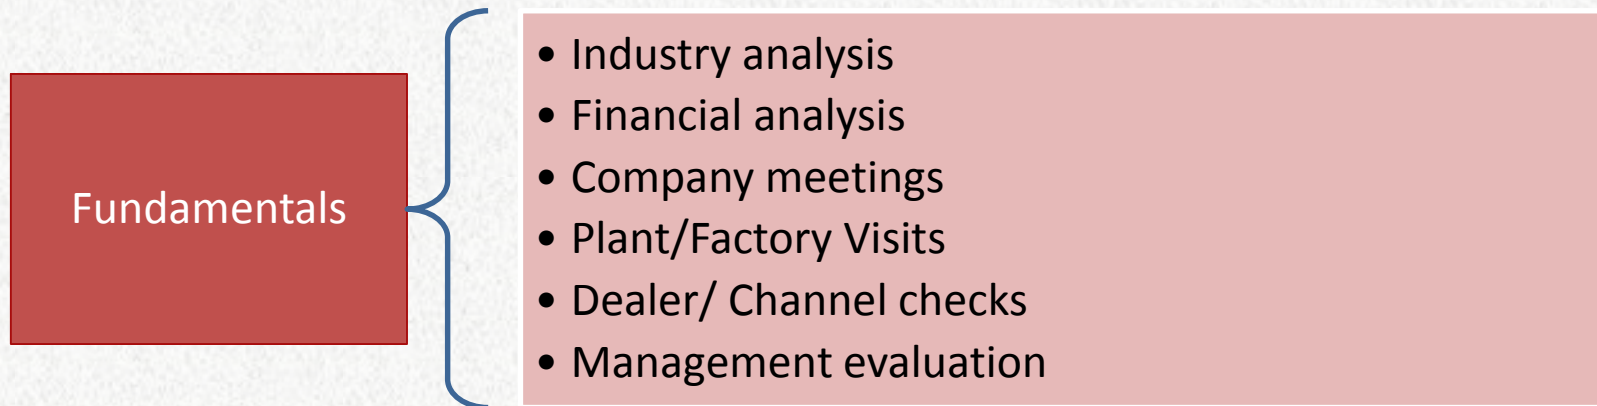 Fundamentals
• Industry analysis
• Financial analysis
• Company meetings
• Plant/Factory Visits
• Dealer/ Channel checks
• Management evaluation